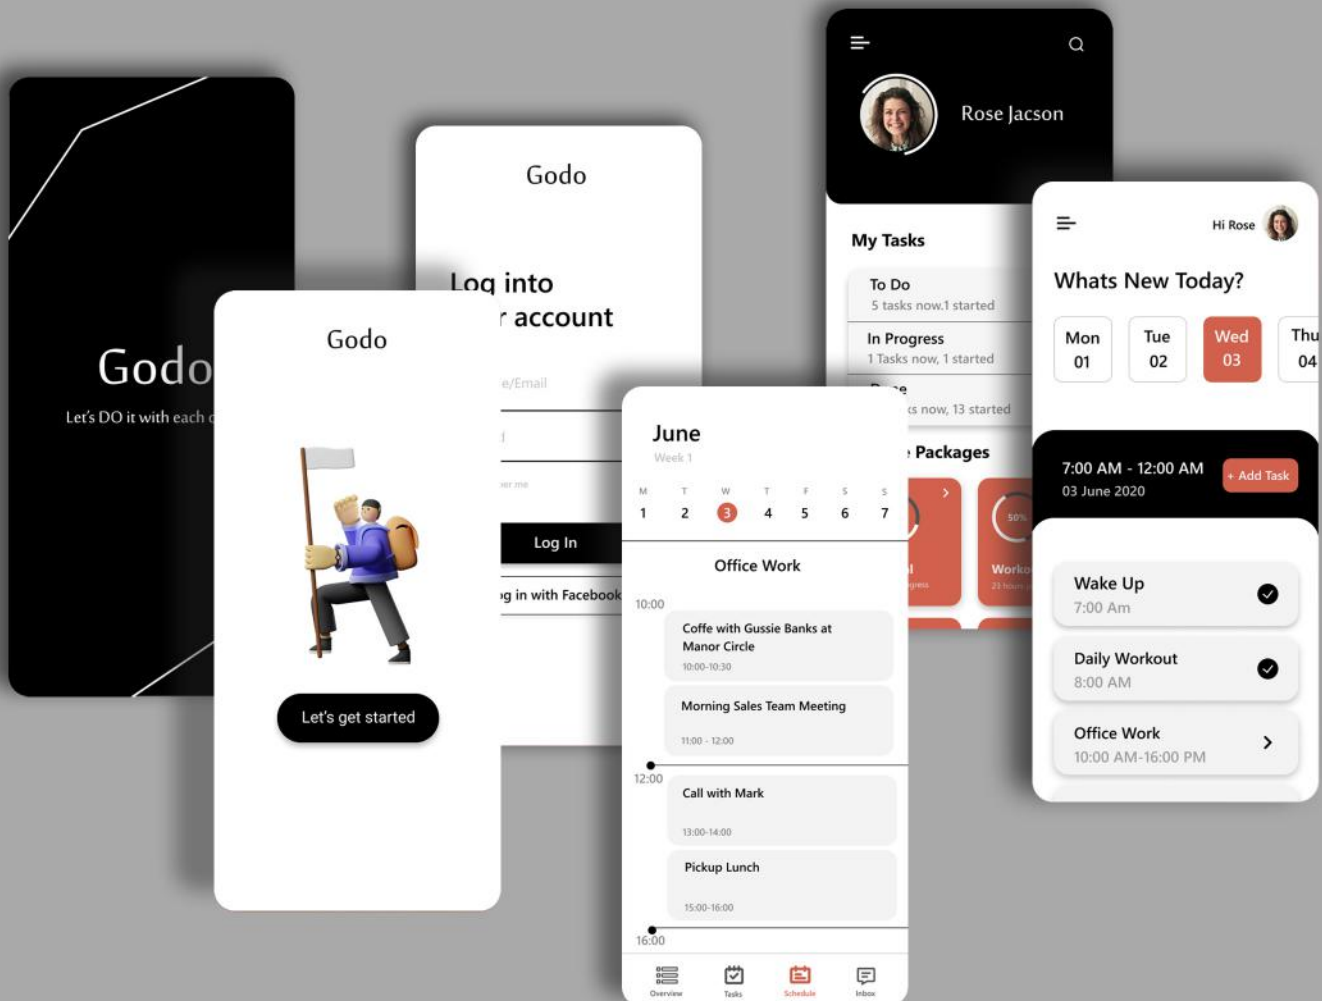 Godo
Let's DO it with each
Godo
Let's get started
Godo
Log into
account
/Email
Log In
in with Facebook
June
Week 1
M T W T F S S
1 2 3 4 5 6 7
Office Work
10:00
Coffe with Gussie Banks at
Manor Circle
10:00-10:30
Morning Sales Team Meeting
11:00 - 12:00
12:00
Call with Mark
13:00-14:00
Pickup Lunch
15:00-16:00
16:00
Overview Tasks Schedule Inbox
Rose Jacson
My Tasks
To Do
5 tasks now.1 started
In Progress
1 Tasks now, 1 started
now, 13 started
Packages
50%
23 hours
Hi Rose
Whats New Today?
Mon Tue Wed Thu
01 02 03 04
7:00 AM - 12:00 AM
03 June 2020
+ Add Task
Wake Up
7:00 Am
Daily Workout
8:00 AM
Office Work
10:00 AM-16:00 PM